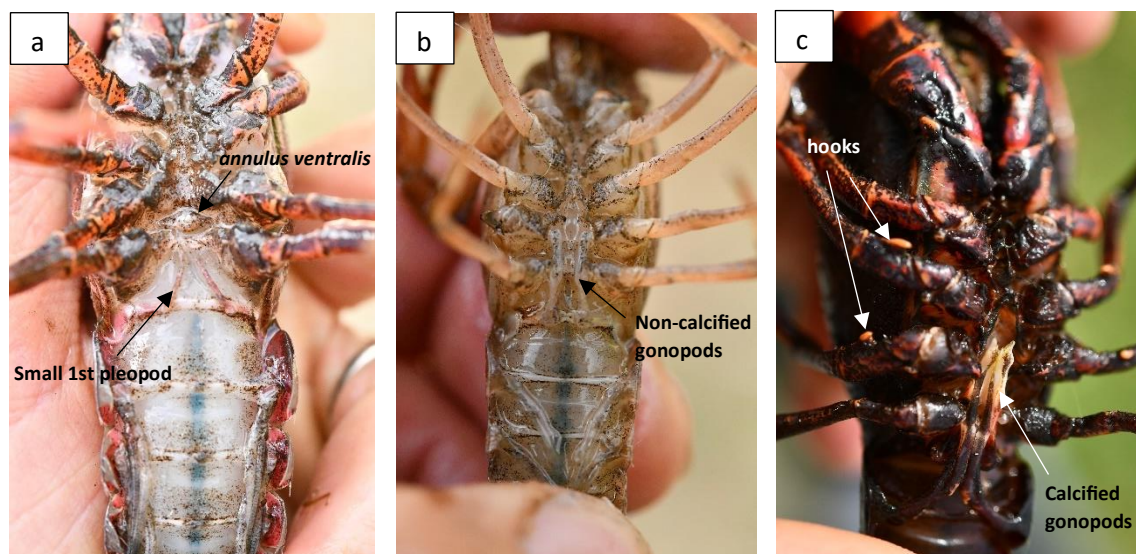 a
annulus ventralis
Small 1st pleopod
b
Non-calcified
gonopods
c
hooks
Calcified
gonopods